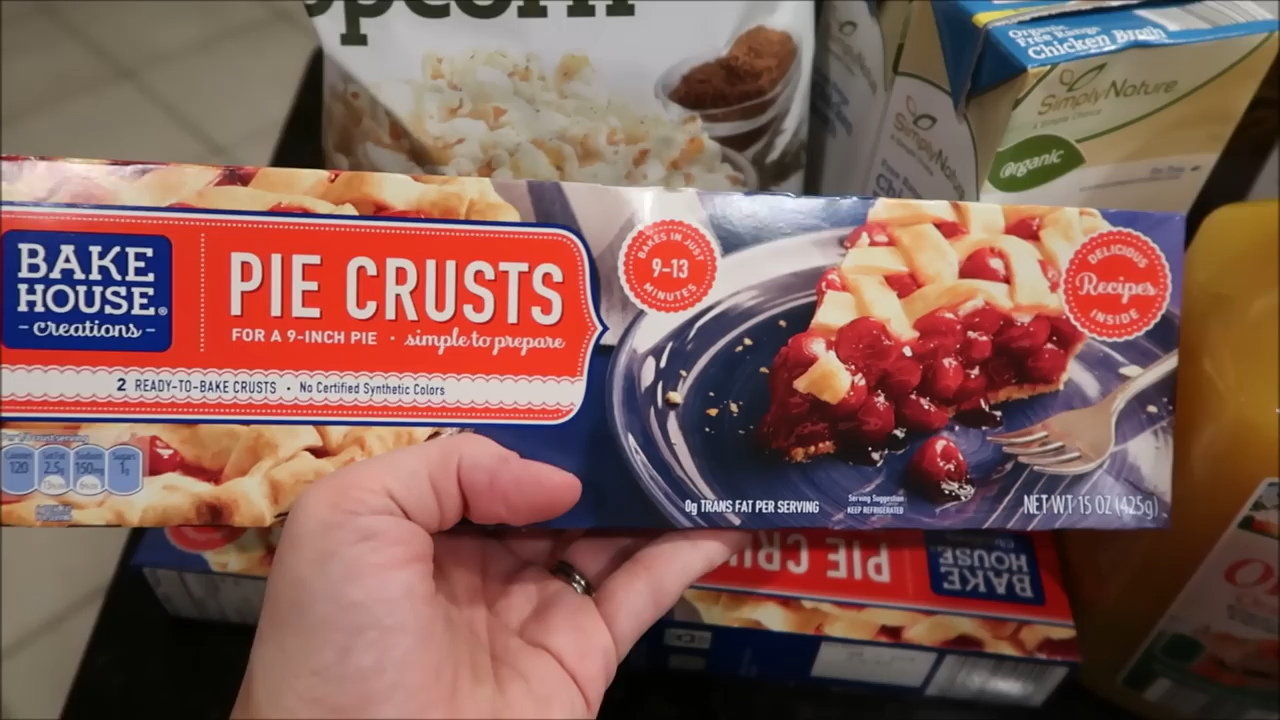 opcorn
Organic
Free Range
Chicken Broth
SimplyNature
Organic
SimplyNature
BAKE
HOUSE®
- creations -
PIE CRUSTS
FOR A 9-INCH PIE · simple to prepare
2 READY-TO-BAKE CRUSTS · No Certified Synthetic Colors
BAKES IN JUST
9-13
MINUTES
DELICIOUS
Recipes
INSIDE
Calories Sat Fat Sodium Sugars
120 2.5g 150mg 1g
13% 6%
0g TRANS FAT PER SERVING
Serving Suggestion
KEEP REFRIGERATED
NET WT 15 OZ (425g)
PIE CRU
BAKE
HOUSE